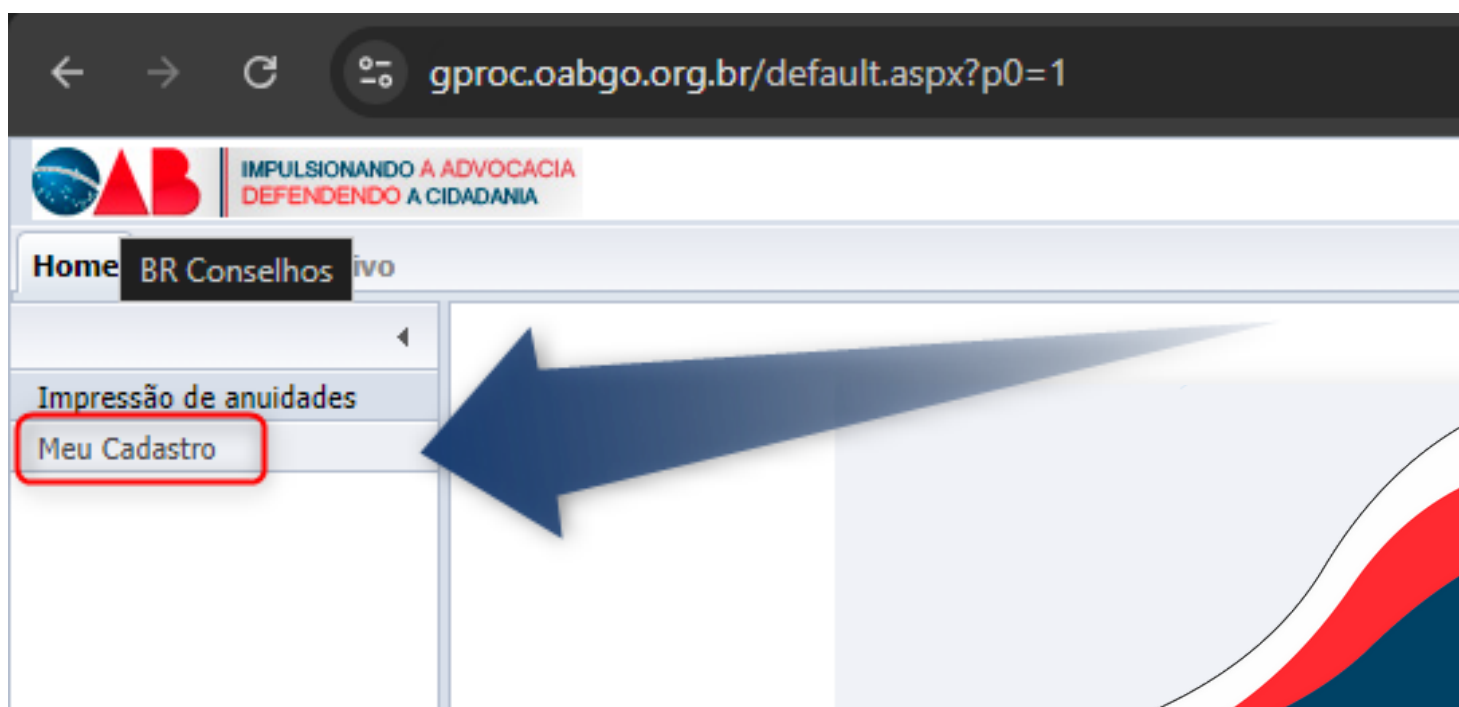 gproc.oabgo.org.br/default.aspx?p0=1
OAB
IMPULSIONANDO A ADVOCACIA
DEFENDENDO A CIDADANIA
Home BR Conselhos ivo
Impressão de anuidades
Meu Cadastro